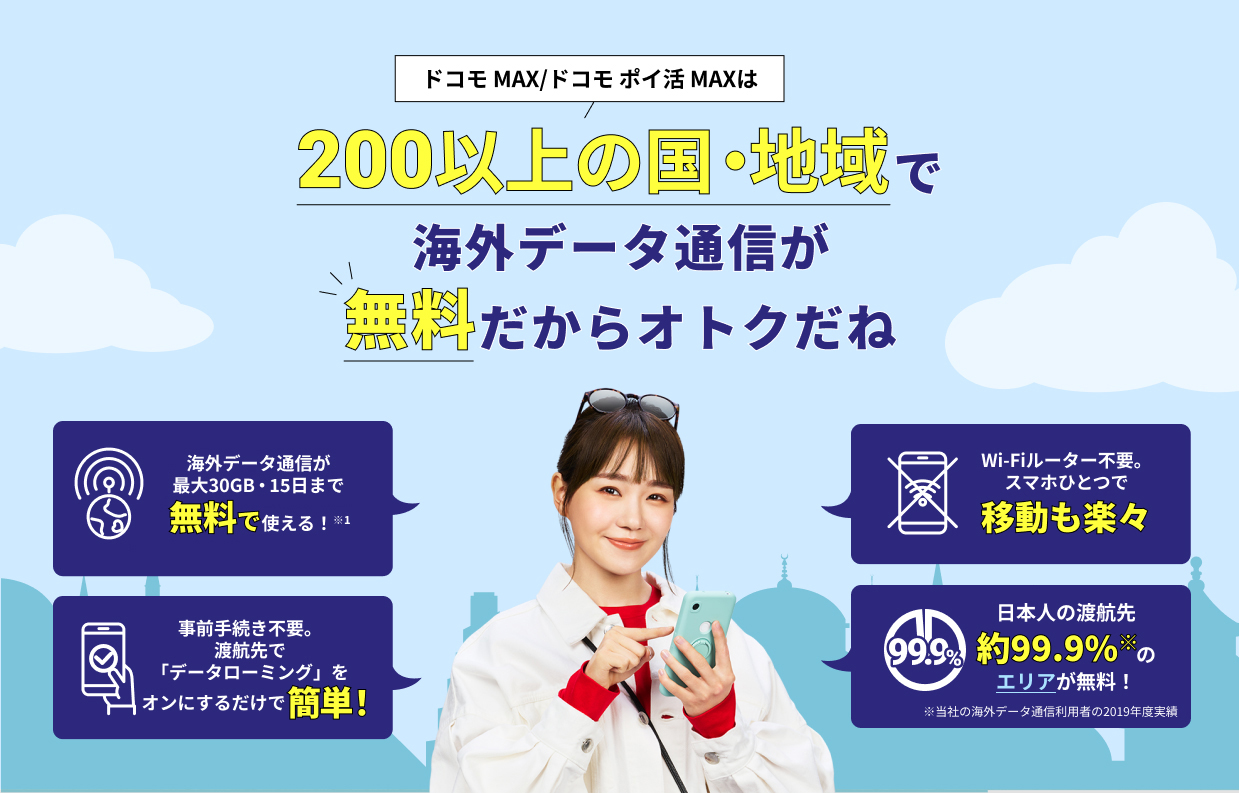 ドコモ MAX/ドコモ ポイ活 MAXは
200以上の国・地域で
海外データ通信が
無料だからオトクだね
海外データ通信が
最大30GB・15日まで
無料で使える！※1
事前手続き不要。
渡航先で
「データローミング」を
オンにするだけで簡単！
Wi-Fiルーター不要。
スマホひとつで
移動も楽々
99.9%
日本人の渡航先
約99.9%※の
エリアが無料！
※当社の海外データ通信利用者の2019年度実績